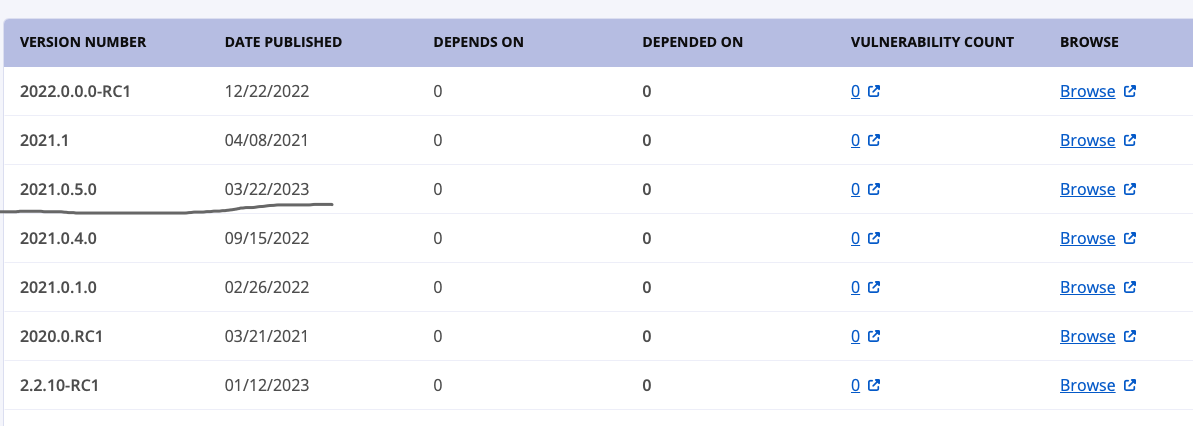 VERSION NUMBER DATE PUBLISHED DEPENDS ON DEPENDED ON VULNERABILITY COUNT BROWSE
2022.0.0.0-RC1 12/22/2022 0 0 0 Browse
2021.1 04/08/2021 0 0 0 Browse
2021.0.5.0 03/22/2023 0 0 0 Browse
2021.0.4.0 09/15/2022 0 0 0 Browse
2021.0.1.0 02/26/2022 0 0 0 Browse
2020.0.RC1 03/21/2021 0 0 0 Browse
2.2.10-RC1 01/12/2023 0 0 0 Browse